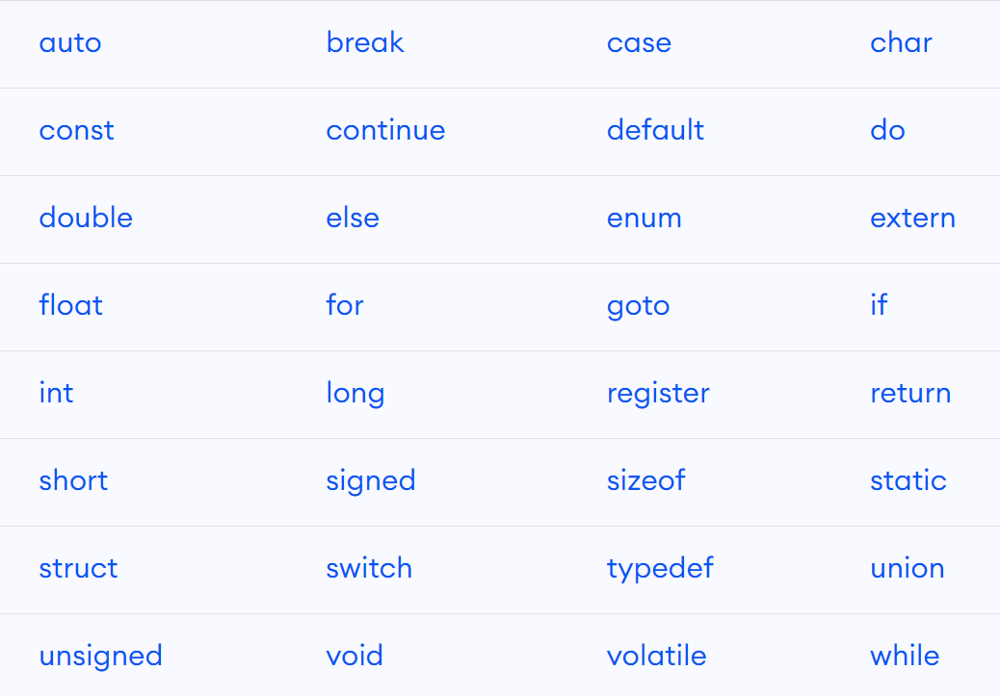 auto break case char
const continue default do
double else enum extern
float for goto if
int long register return
short signed sizeof static
struct switch typedef union
unsigned void volatile while